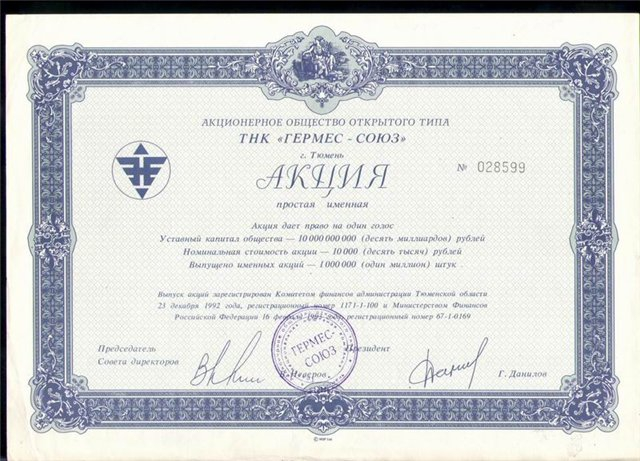 АКЦИОНЕРНОЕ ОБЩЕСТВО ОТКРЫТОГО ТИПА
ТНК «ГЕРМЕС - СОЮЗ»
г. Тюмень
АКЦИЯ
№ 028599
простая именная
Акция дает право на один голос
Уставный капитал общества — 10 000 000 000 (десять миллиардов) рублей
Номинальная стоимость акции — 10 000 (десять тысяч) рублей
Выпущено именных акций — 1 000 000 (один миллион) штук
Выпуск акций зарегистрирован Комитетом финансов администрации Тюменской области
23 декабря 1992 года, регистрационный номер 1171-1-100 и Министерством Финансов
Российской Федерации 16 февраля 1993 года, регистрационный номер 67-1-0169
Председатель
Совета директоров
Президент
Г. Данилов
ГЕРМЕС-
СОЮЗ